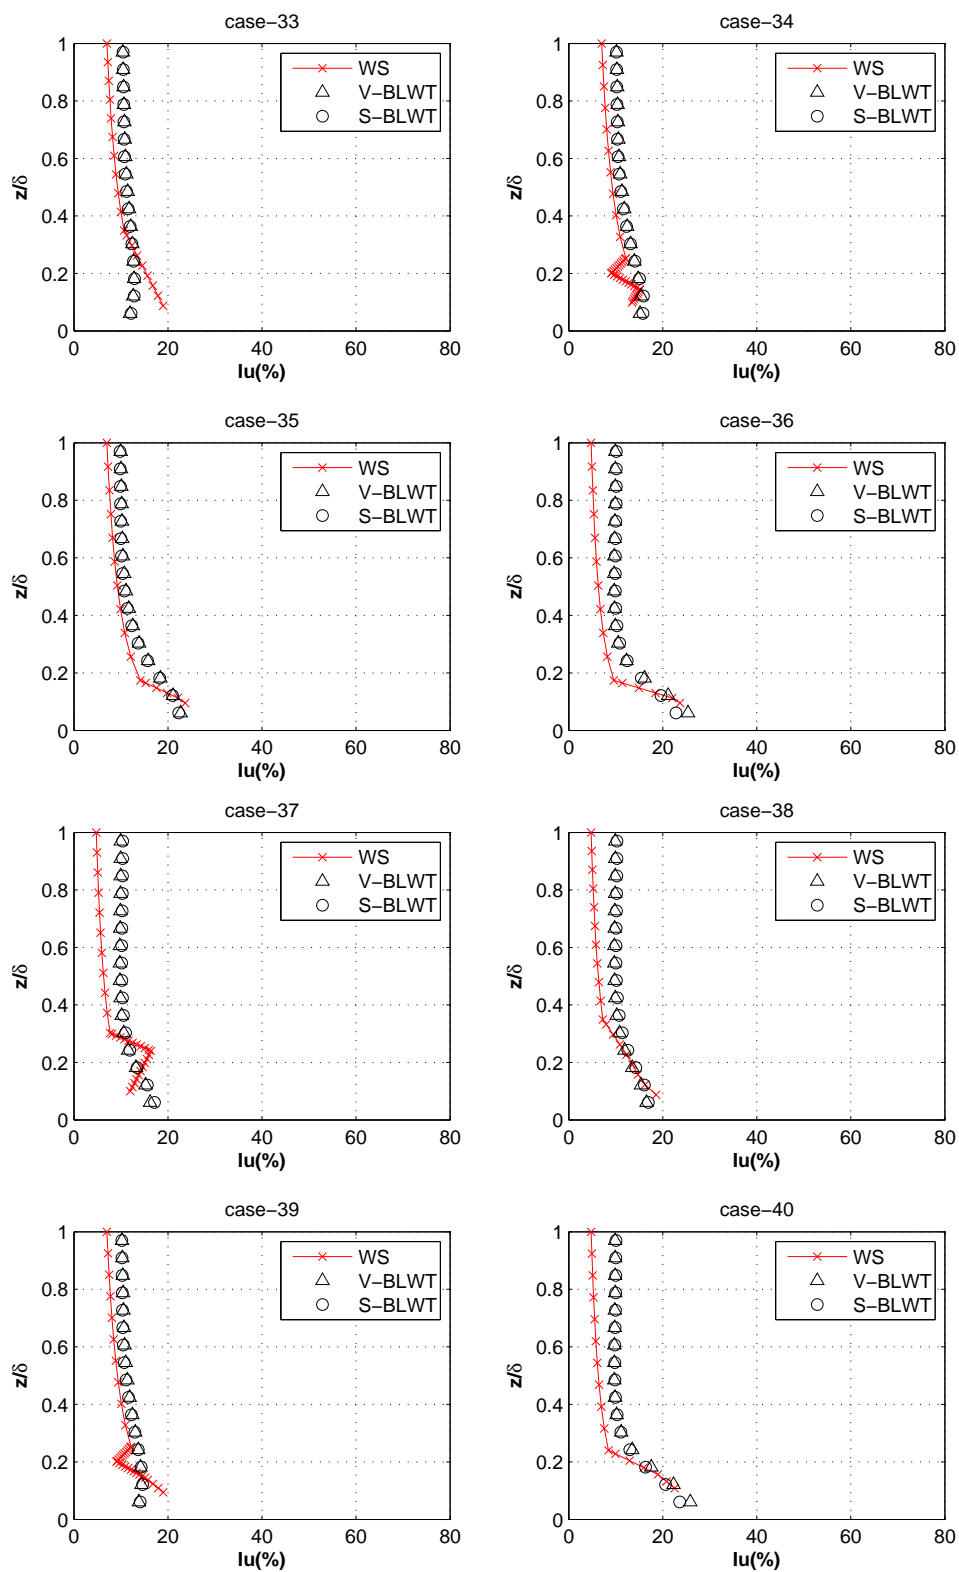 case−33
1
0.8
0.6
0.4
0.2
0
z/δ
0 20 40 60 80
Iu(%)
WS
V−BLWT
S−BLWT
case−34
1
0.8
0.6
0.4
0.2
0
z/δ
0 20 40 60 80
Iu(%)
WS
V−BLWT
S−BLWT
case−35
1
0.8
0.6
0.4
0.2
0
z/δ
0 20 40 60 80
Iu(%)
WS
V−BLWT
S−BLWT
case−36
1
0.8
0.6
0.4
0.2
0
z/δ
0 20 40 60 80
Iu(%)
WS
V−BLWT
S−BLWT
case−37
1
0.8
0.6
0.4
0.2
0
z/δ
0 20 40 60 80
Iu(%)
WS
V−BLWT
S−BLWT
case−38
1
0.8
0.6
0.4
0.2
0
z/δ
0 20 40 60 80
Iu(%)
WS
V−BLWT
S−BLWT
case−39
1
0.8
0.6
0.4
0.2
0
z/δ
0 20 40 60 80
Iu(%)
WS
V−BLWT
S−BLWT
case−40
1
0.8
0.6
0.4
0.2
0
z/δ
0 20 40 60 80
Iu(%)
WS
V−BLWT
S−BLWT